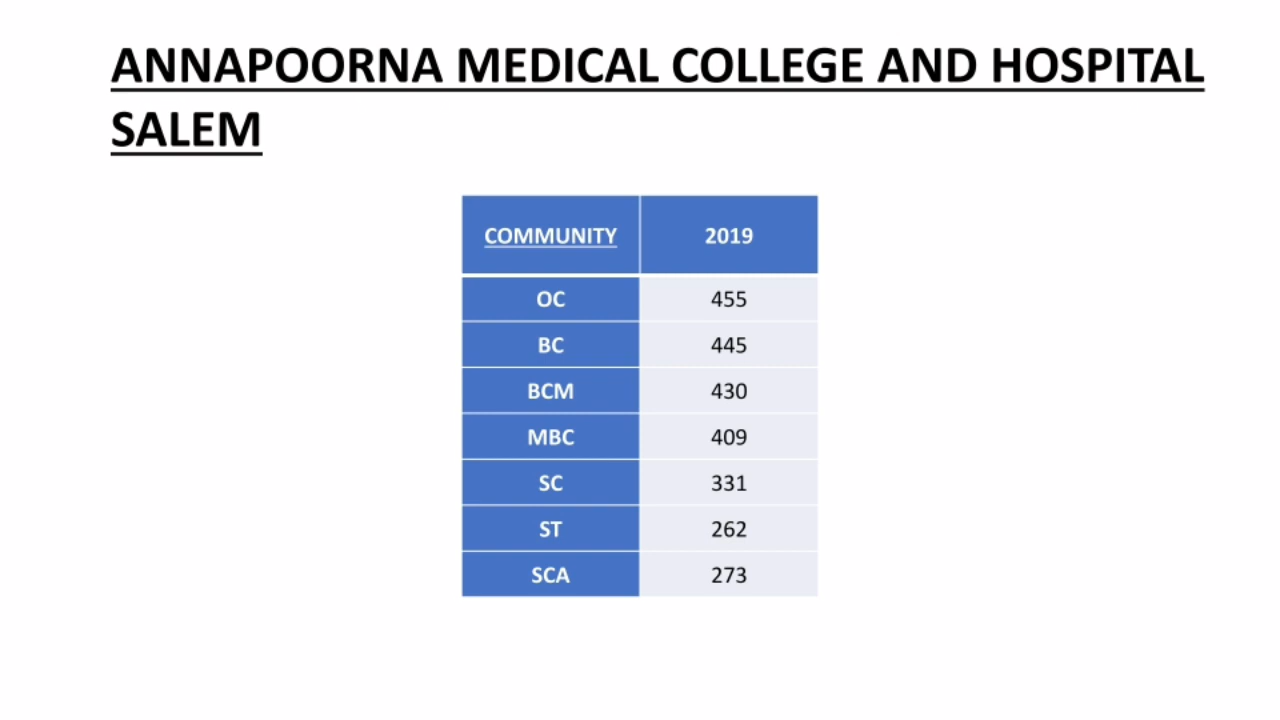 ANNAPOORNA MEDICAL COLLEGE AND HOSPITAL
SALEM
COMMUNITY 2019
OC 455
BC 445
BCM 430
MBC 409
SC 331
ST 262
SCA 273